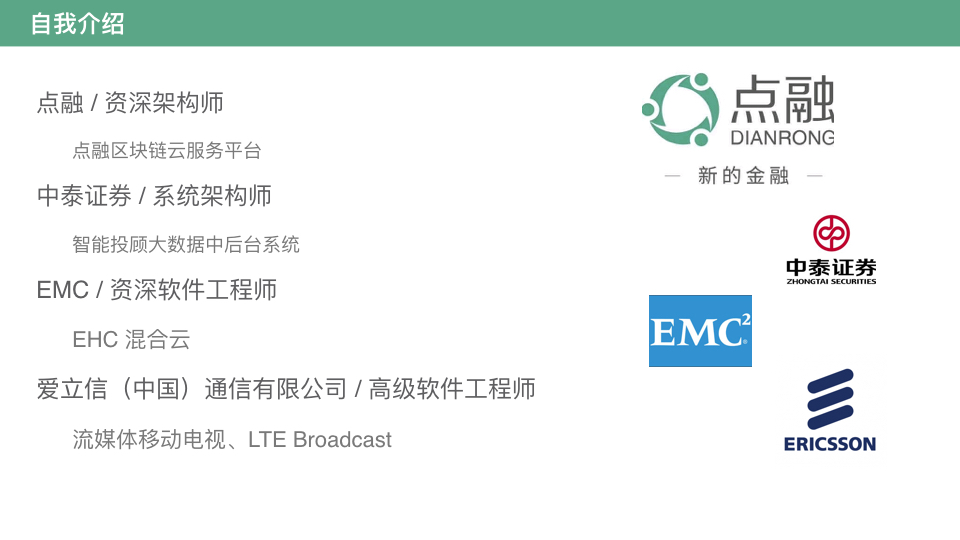 自我介绍
点融 / 资深架构师
点融区块链云服务平台
中泰证券 / 系统架构师
智能投顾大数据中后台系统
EMC / 资深软件工程师
EHC 混合云
爱立信（中国）通信有限公司 / 高级软件工程师
流媒体移动电视、LTE Broadcast
点融
DIANRONG
— 新的金融 —
中泰证券
ZHONGTAI SECURITIES
EMC²
ERICSSON